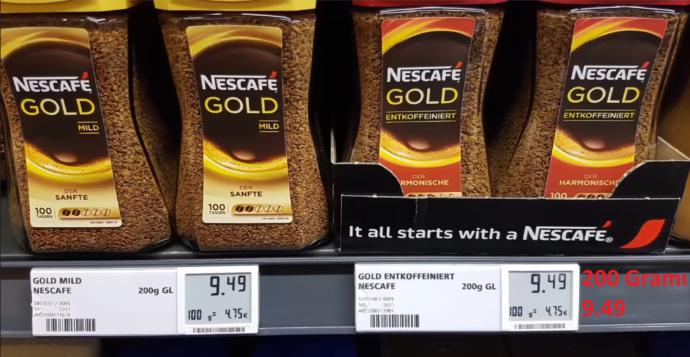 NESCAFÉ
GOLD
MILD
DER
SANFTE
100
TASSEN
NESCAFÉ
GOLD
MILD
DER
SANFTE
100
TASSEN
NESCAFÉ
GOLD
ENTKOFFEINIERT
DER
RMONISCHE
NESCAFÉ
GOLD
ENTKOFFEINIERT
DER
HARMONISCHE
100
It all starts with a NESCAFÉ®
GOLD MILD
NESCAFE 200g GL
9.49
100 g= 4.75€
GOLD ENTKOFFEINIERT
NESCAFE 200g GL
9.49
100 g= 4.75€
200 Grami
9.49